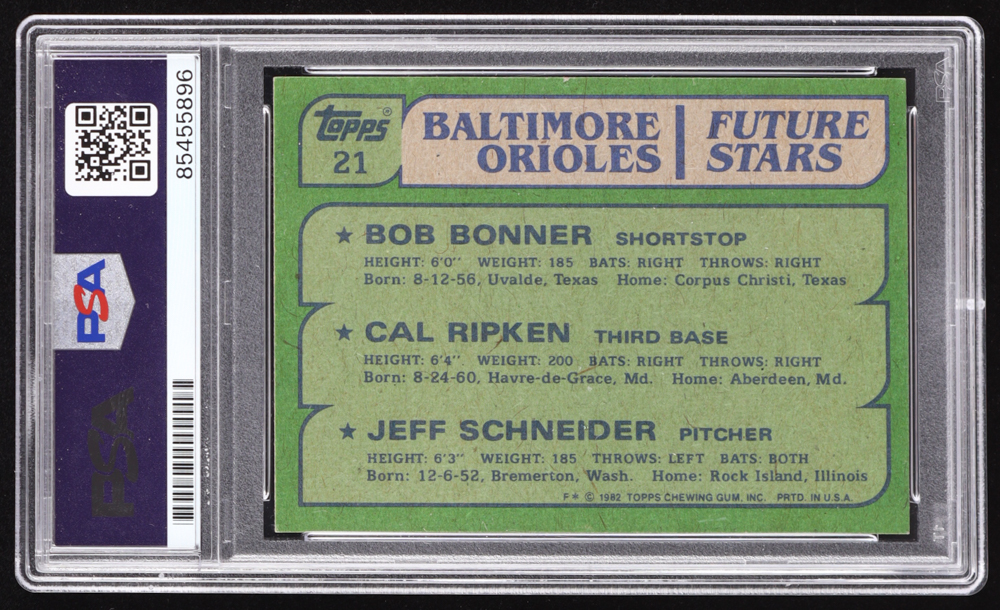 85455896
PSA
PSA
topps®
21
BALTIMORE ORIOLES
FUTURE STARS
★ BOB BONNER SHORTSTOP
HEIGHT: 6'0" WEIGHT: 185 BATS: RIGHT THROWS: RIGHT
Born: 8-12-56, Uvalde, Texas Home: Corpus Christi, Texas
★ CAL RIPKEN THIRD BASE
HEIGHT: 6'4" WEIGHT: 200 BATS: RIGHT THROWS: RIGHT
Born: 8-24-60, Havre-de-Grace, Md. Home: Aberdeen, Md.
★ JEFF SCHNEIDER PITCHER
HEIGHT: 6'3" WEIGHT: 185 THROWS: LEFT BATS: BOTH
Born: 12-6-52, Bremerton, Wash. Home: Rock Island, Illinois
F* © 1982 TOPPS CHEWING GUM, INC. PRTD. IN U.S.A.